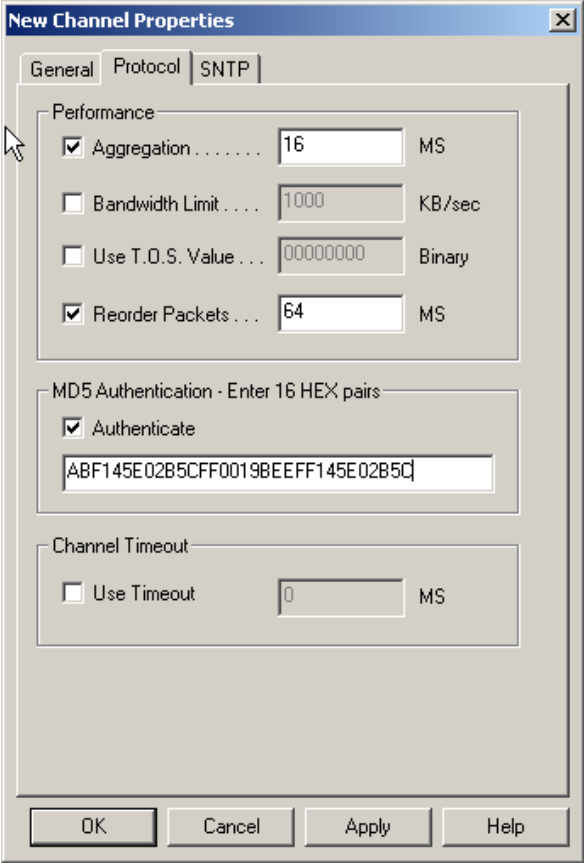 New Channel Properties
General Protocol SNTP
Performance
Aggregation . . . . . . . 16 MS
Bandwidth Limit . . . . 1000 KB/sec
Use T.O.S. Value . . . 00000000 Binary
Reorder Packets . . . 64 MS
MD5 Authentication - Enter 16 HEX pairs
Authenticate
ABF145E02B5CFF0019BEEFF145E02B5C
Channel Timeout
Use Timeout 0 MS
OK Cancel Apply Help